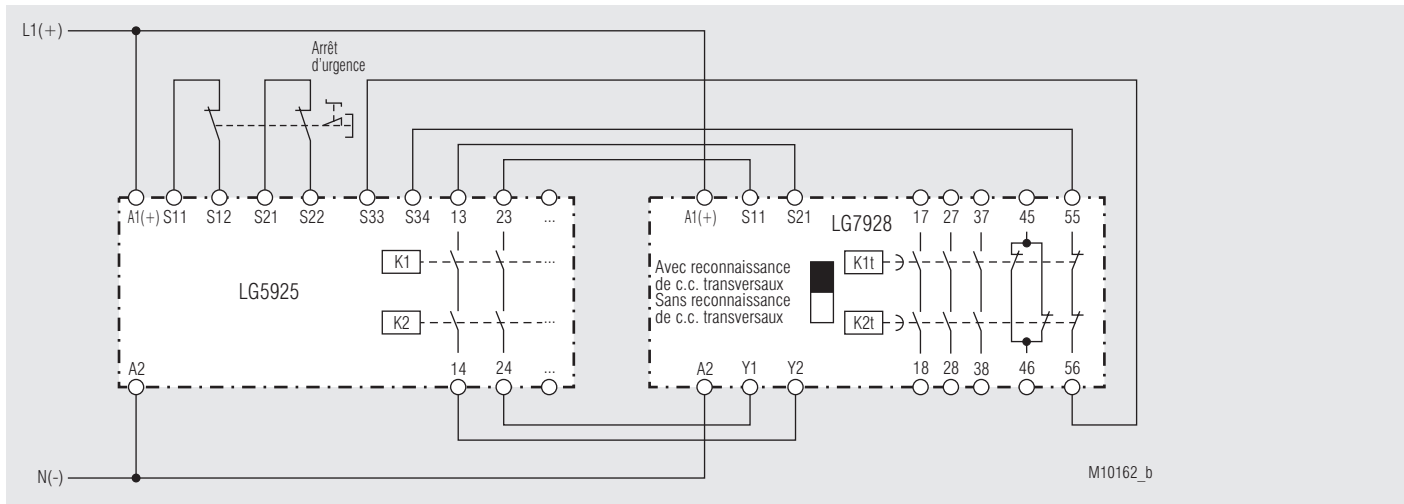 L1(+)
Arrêt
d'urgence
A1(+) S11 S12 S21 S22 S33 S34 13 23 ...
A1(+) S11 S21 17 27 37 45 55
LG7928
LG5925
K1 ...
K2 ...
Avec reconnaissance
de c.c. transversaux
Sans reconnaissance
de c.c. transversaux
K1t
K2t
A2 14 24 ...
A2 Y1 Y2 18 28 38 46 56
N(-)
M10162_b